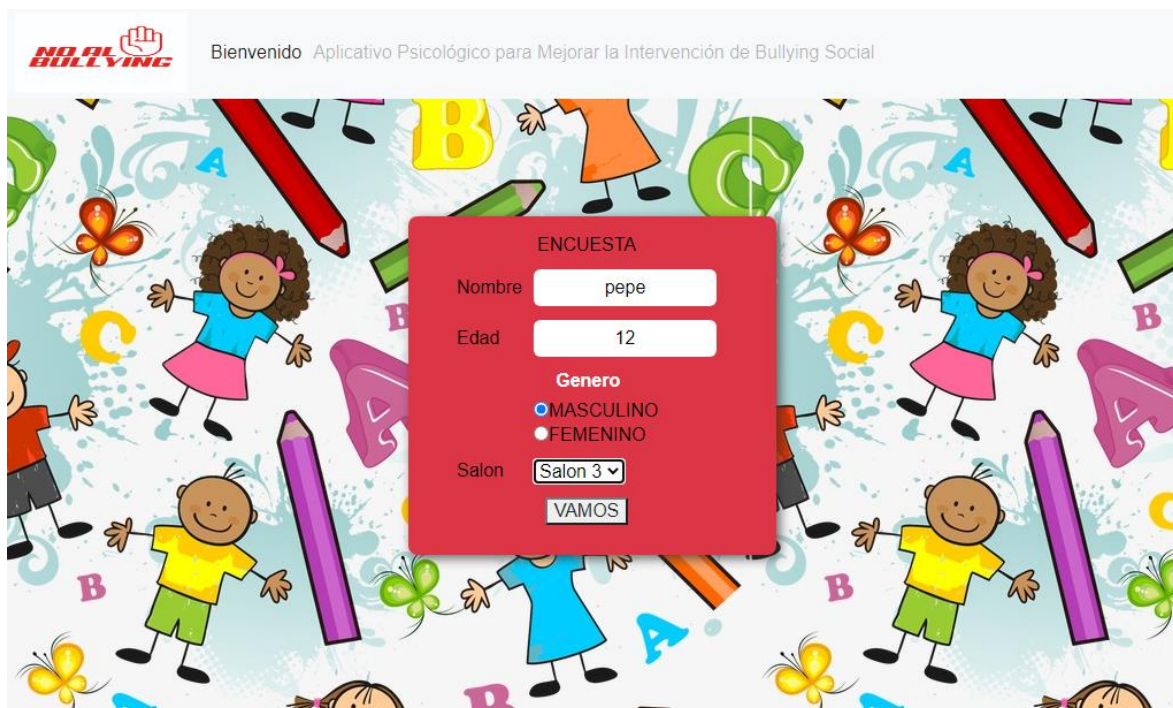 NO AL
BULLYING
Bienvenido Aplicativo Psicológico para Mejorar la Intervención de Bullying Social
B
A
A
C
B
A
B
B
A
B
A
B
ENCUESTA
Nombre pepe
Edad 12
Genero
MASCULINO
FEMENINO
Salon Salon 3
VAMOS